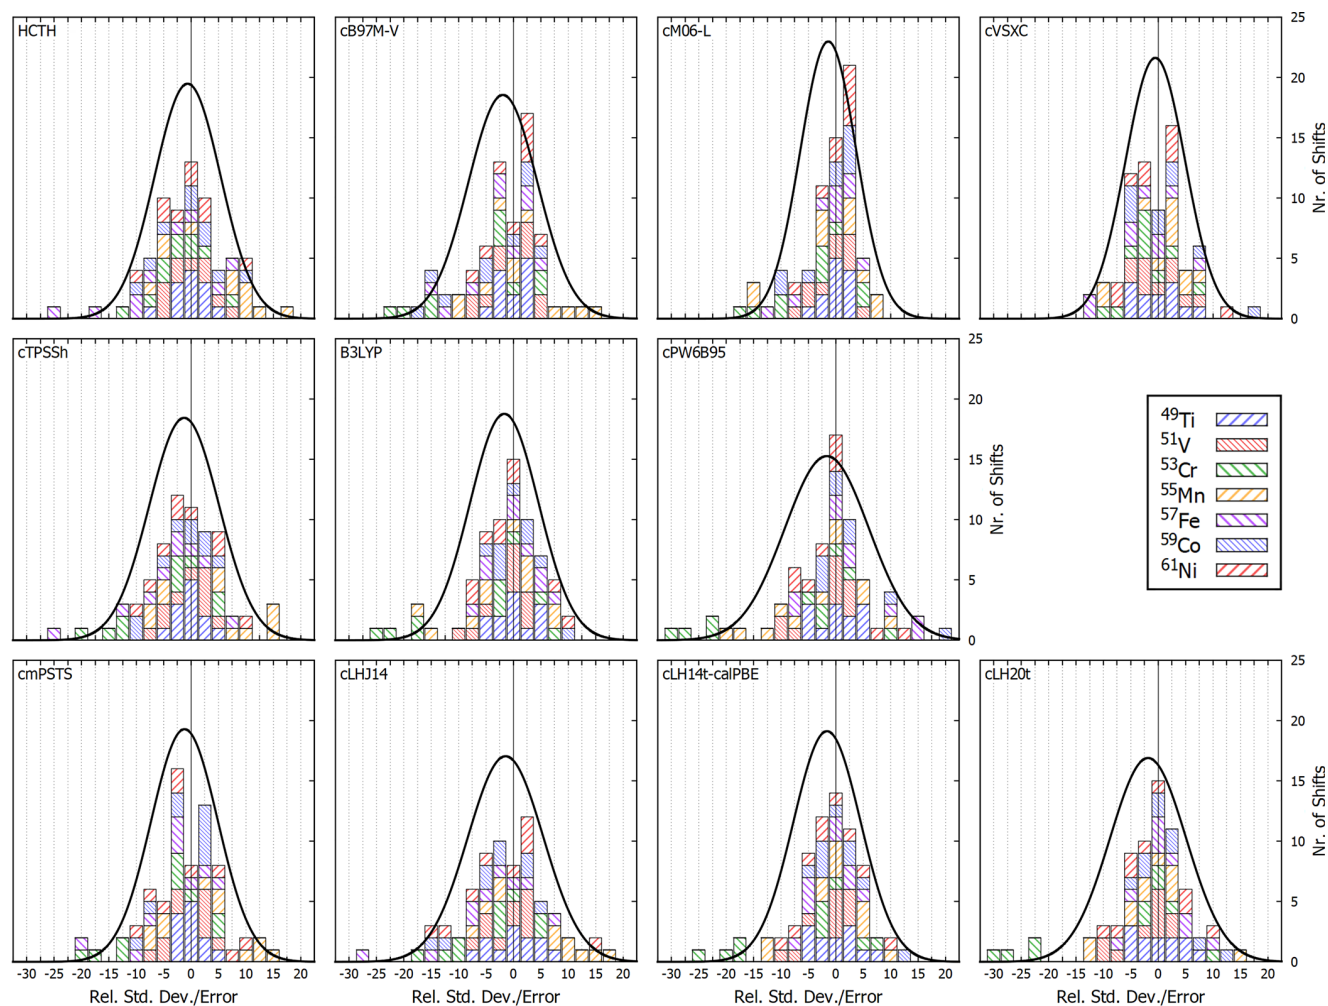 HCTH
cB97M-V
cM06-L
cVSXC
25
20
15
10
5
0
Nr. of Shifts
cTPSSh
B3LYP
cPW6B95
25
20
15
10
5
0
Nr. of Shifts
⁴⁹Ti
⁵¹V
⁵³Cr
⁵⁵Mn
⁵⁷Fe
⁵⁹Co
⁶¹Ni
cmPSTS
cLHJ14
cLH14t-calPBE
cLH20t
25
20
15
10
5
0
Nr. of Shifts
-30 -25 -20 -15 -10 -5 0 5 10 15 20
-30 -25 -20 -15 -10 -5 0 5 10 15 20
-30 -25 -20 -15 -10 -5 0 5 10 15 20
-30 -25 -20 -15 -10 -5 0 5 10 15 20
Rel. Std. Dev./Error
Rel. Std. Dev./Error
Rel. Std. Dev./Error
Rel. Std. Dev./Error